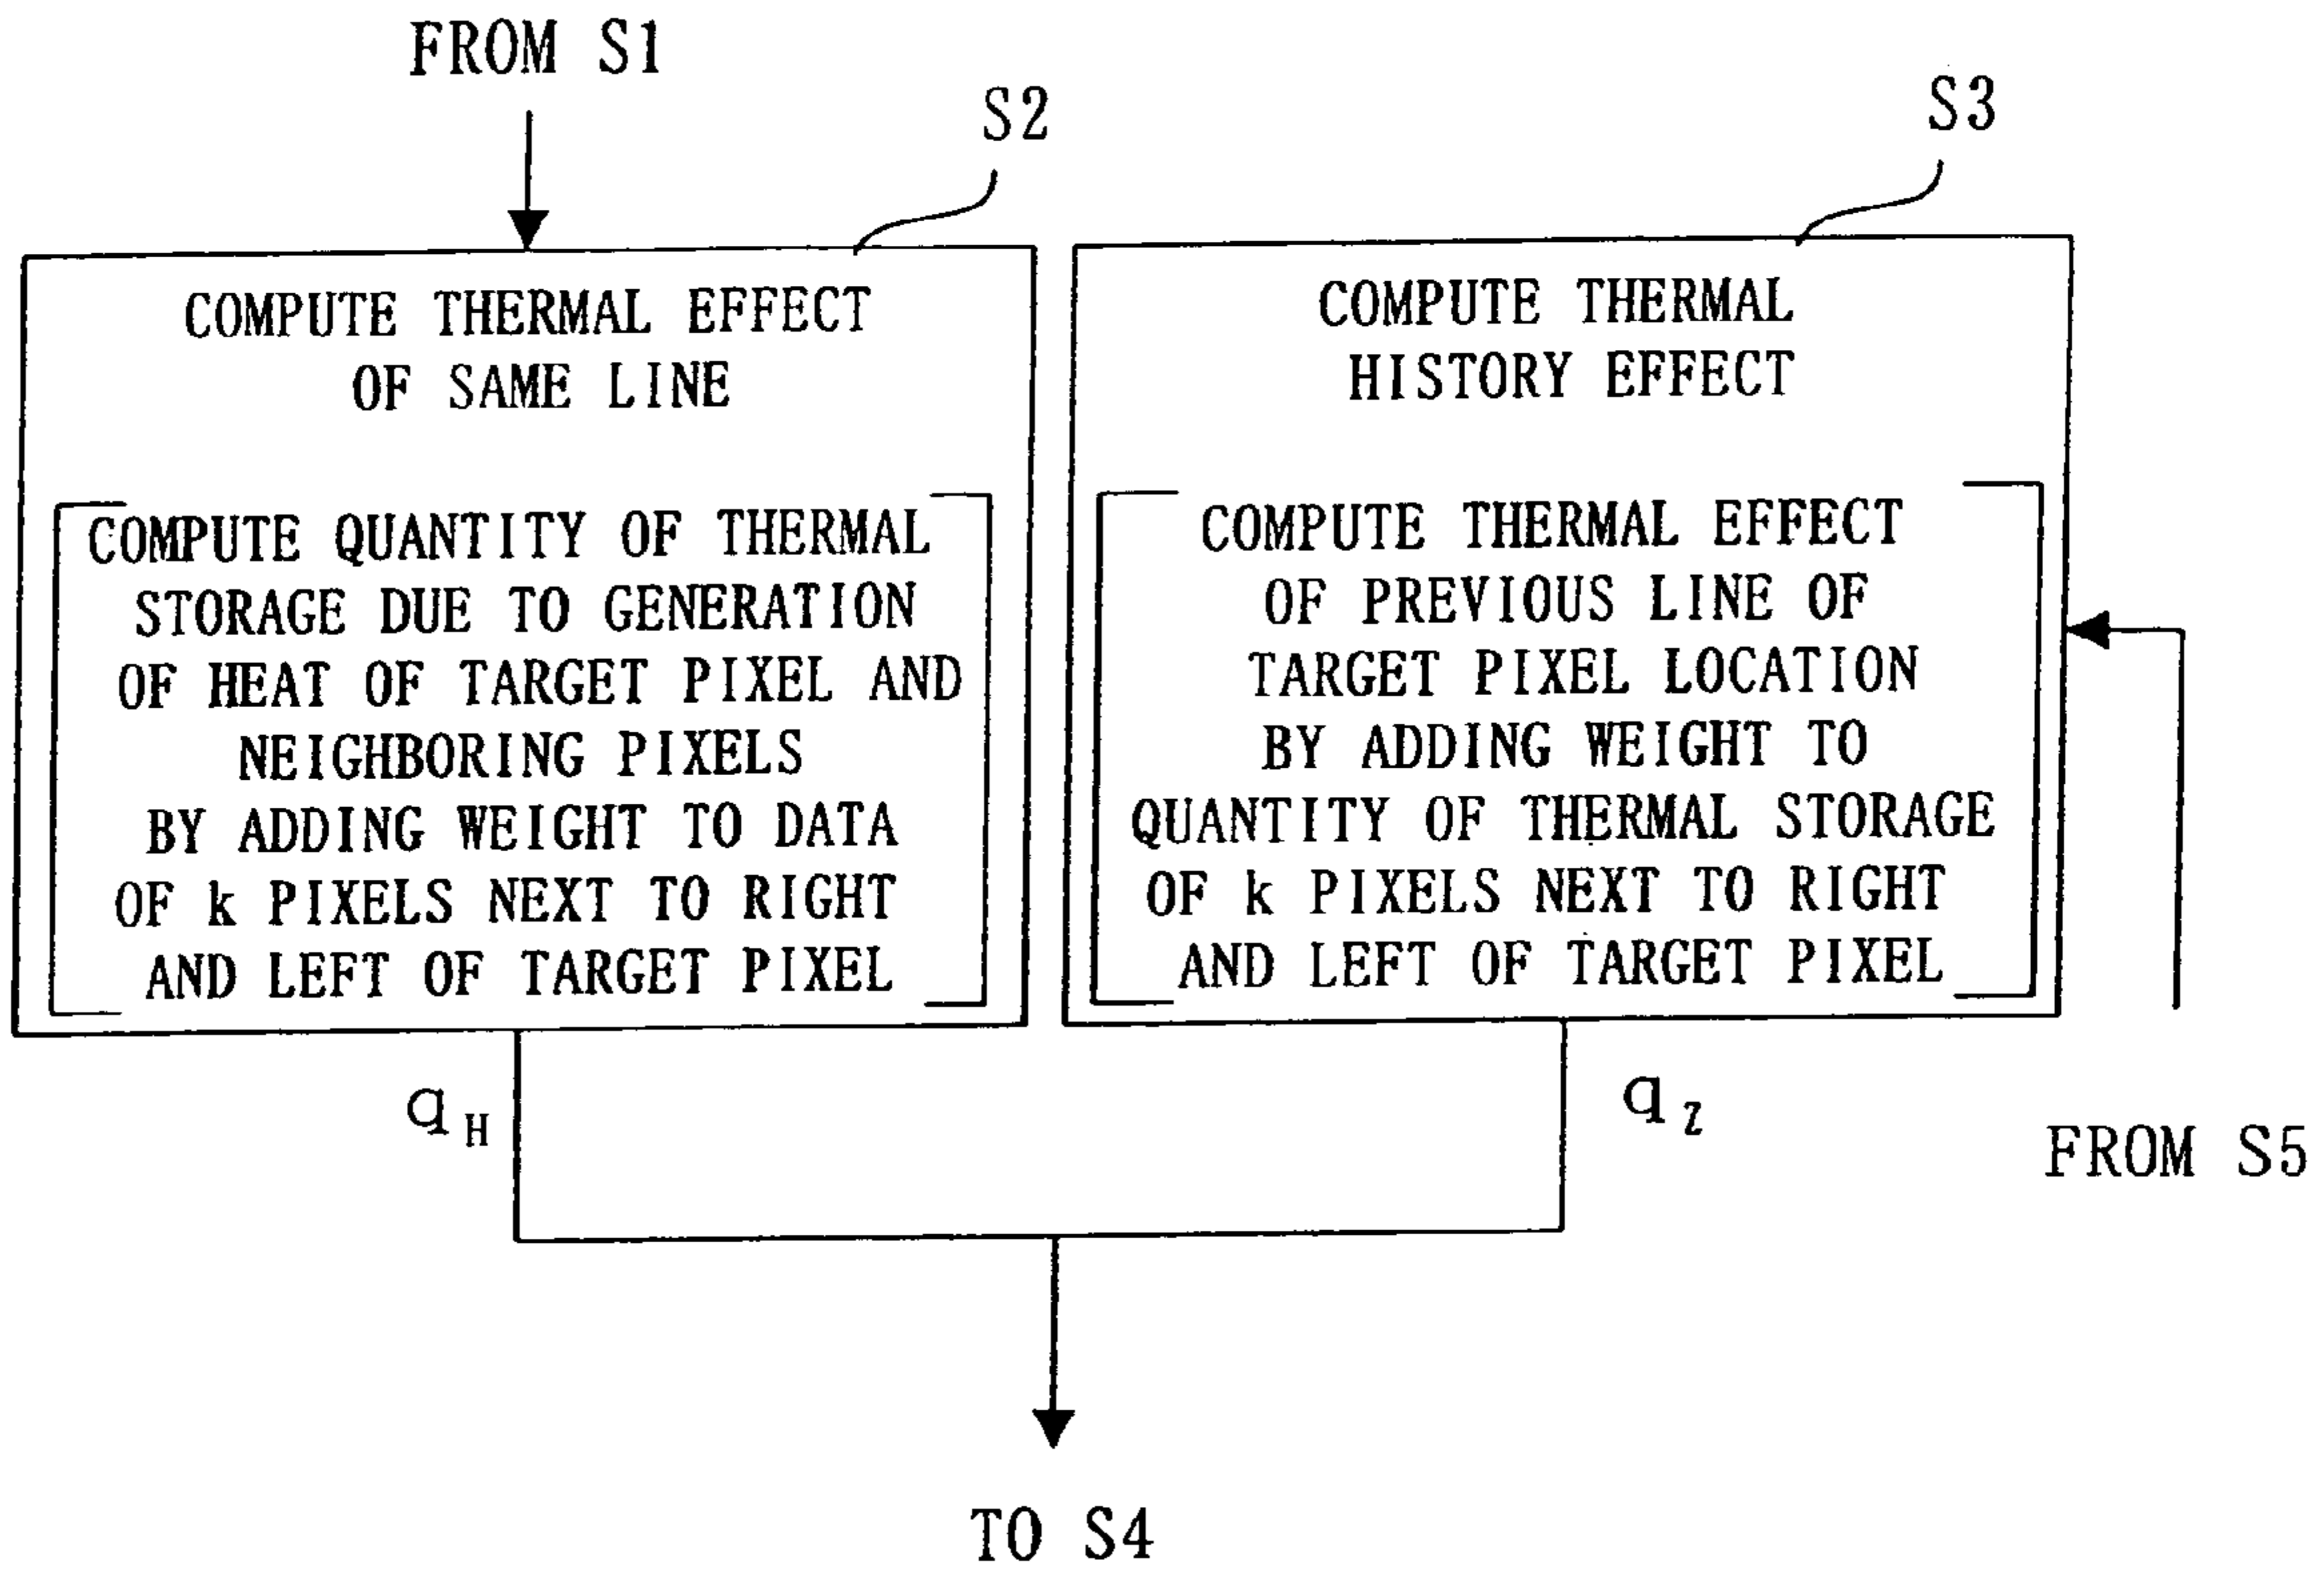 FROM S1
S2
S3
COMPUTE THERMAL EFFECT
OF SAME LINE
COMPUTE QUANTITY OF THERMAL
STORAGE DUE TO GENERATION
OF HEAT OF TARGET PIXEL AND
NEIGHBORING PIXELS
BY ADDING WEIGHT TO DATA
OF k PIXELS NEXT TO RIGHT
AND LEFT OF TARGET PIXEL
COMPUTE THERMAL
HISTORY EFFECT
COMPUTE THERMAL EFFECT
OF PREVIOUS LINE OF
TARGET PIXEL LOCATION
BY ADDING WEIGHT TO
QUANTITY OF THERMAL STORAGE
OF k PIXELS NEXT TO RIGHT
AND LEFT OF TARGET PIXEL
q H
q Z
FROM S5
TO S4